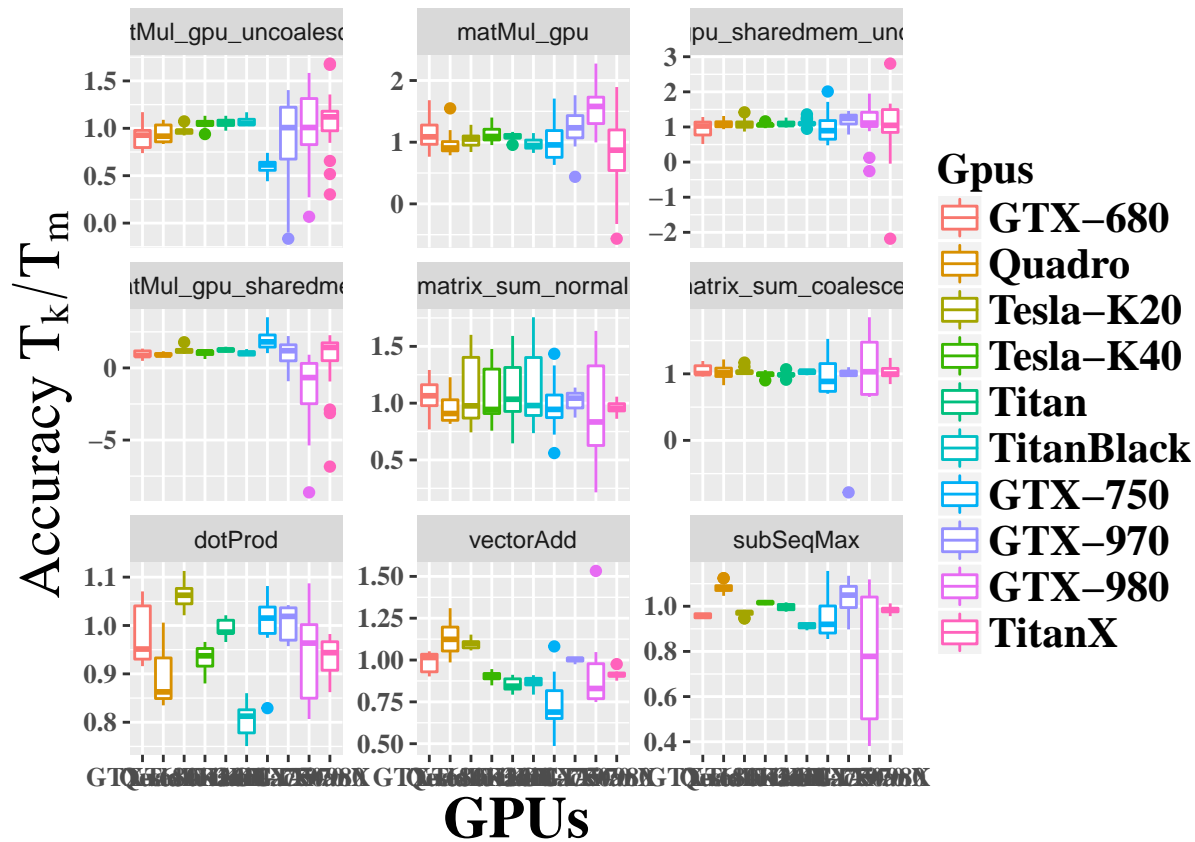 tMul_gpu_uncoalesc
matMul_gpu
gpu_sharedmem_unc
1.5
1.0
0.5
0.0
2
1
0
3
2
1
0
−1
−2
atMul_gpu_sharedme
matrix_sum_normal
atrix_sum_coalesce
0
−5
1.5
1.0
0.5
1
0
dotProd
vectorAdd
subSeqMax
1.1
1.0
0.9
0.8
1.50
1.25
1.00
0.75
0.50
1.0
0.8
0.6
0.4
Accuracy Tk/Tm
GPUs
Gpus
GTX−680
Quadro
Tesla−K20
Tesla−K40
Titan
TitanBlack
GTX−750
GTX−970
GTX−980
TitanX